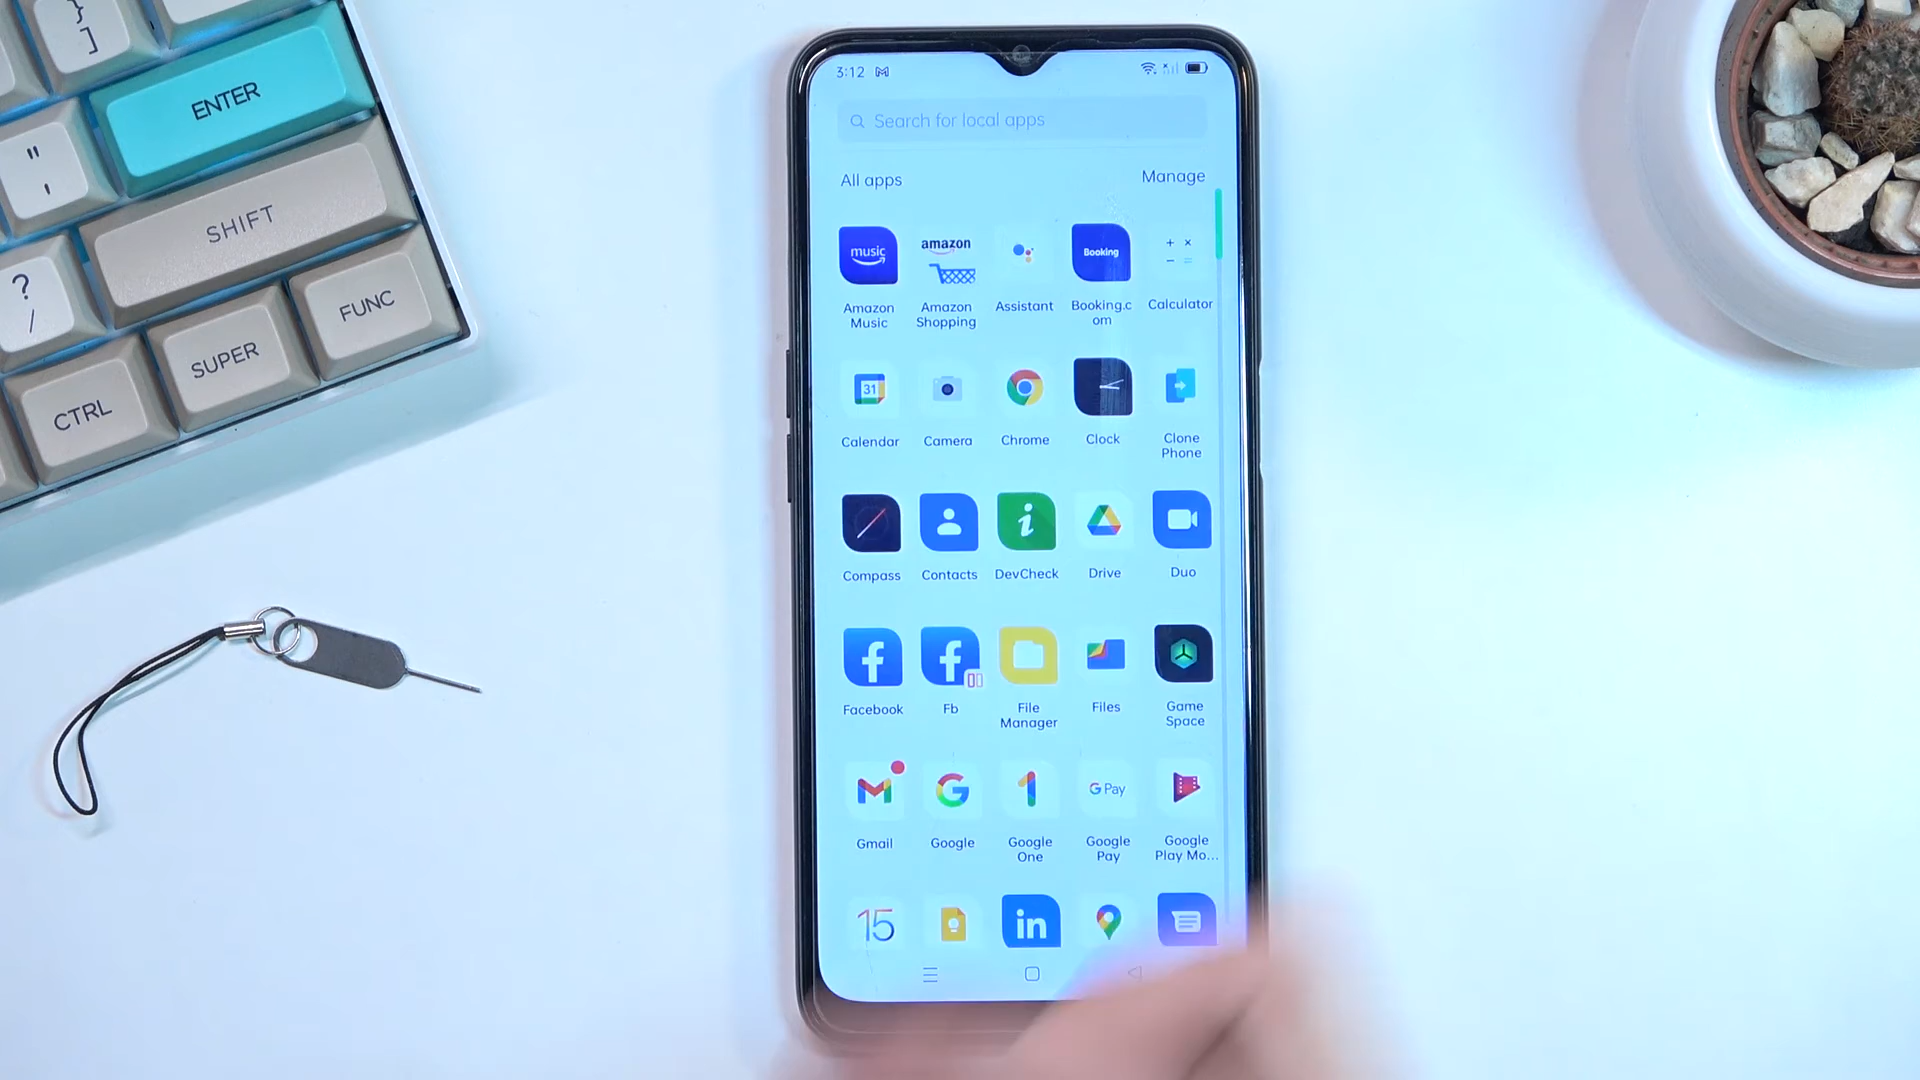 }
]
ENTER
"
'
SHIFT
?
/
FUNC
SUPER
CTRL
3:12
Search for local apps
All apps
Manage
music
amazon
Booking
+ ×
− =
Amazon
Music
Amazon
Shopping
Assistant
Booking.c
om
Calculator
31
Calendar
Camera
Chrome
Clock
Clone
Phone
i
Compass
Contacts
DevCheck
Drive
Duo
f
f
Facebook
Fb
File
Manager
Files
Game
Space
M
G
1
G Pay
Gmail
Google
Google
One
Google
Pay
Google
Play Mo...
15
in